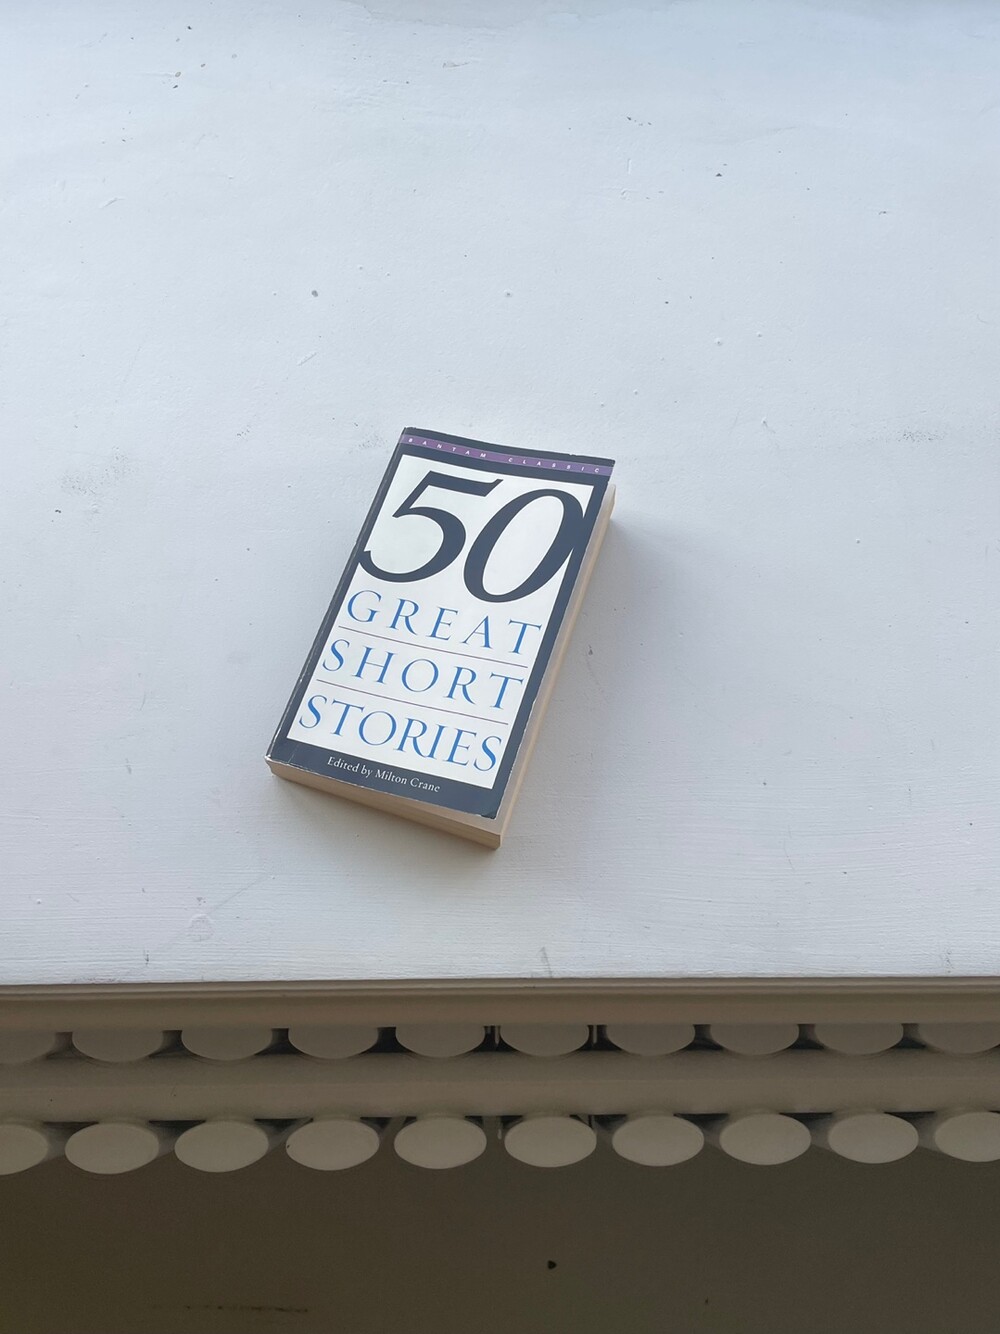 BANTAM CLASSIC
50
GREAT
SHORT
STORIES
Edited by Milton Crane